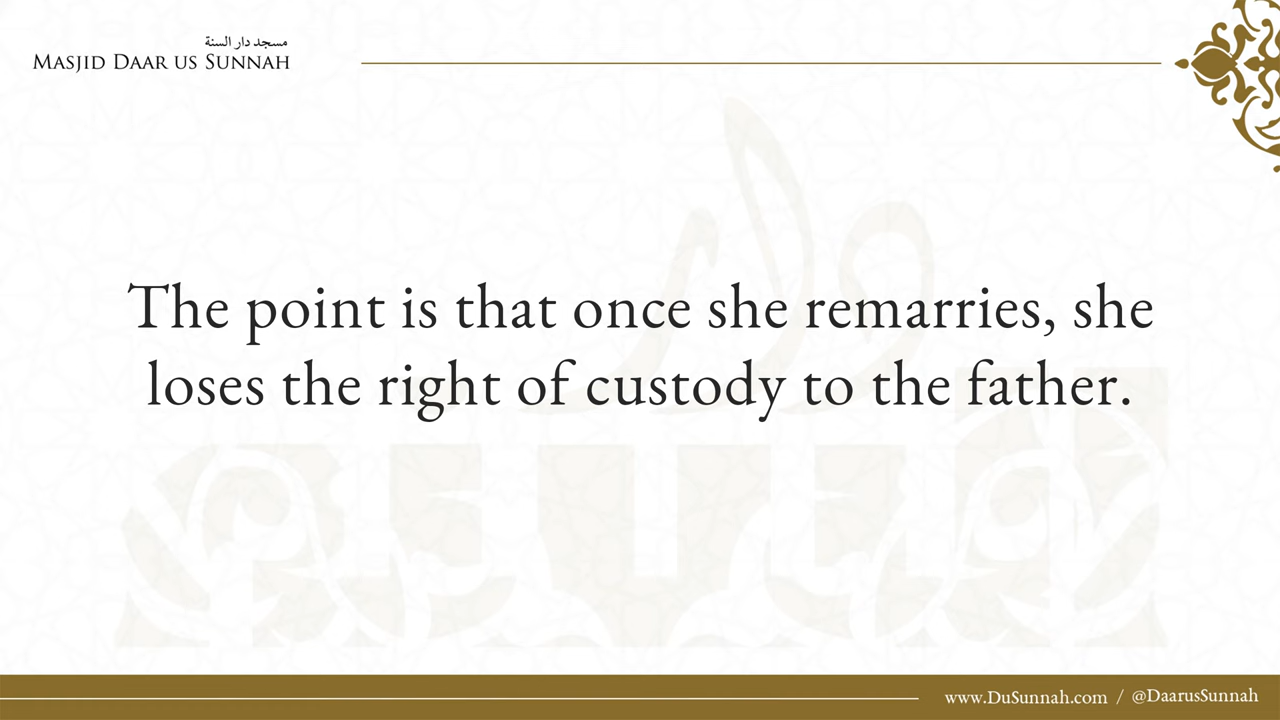 مسجد دار السنة
Masjid Daar us Sunnah
The point is that once she remarries, she
loses the right of custody to the father.
www.DuSunnah.com / @DaarusSunnah